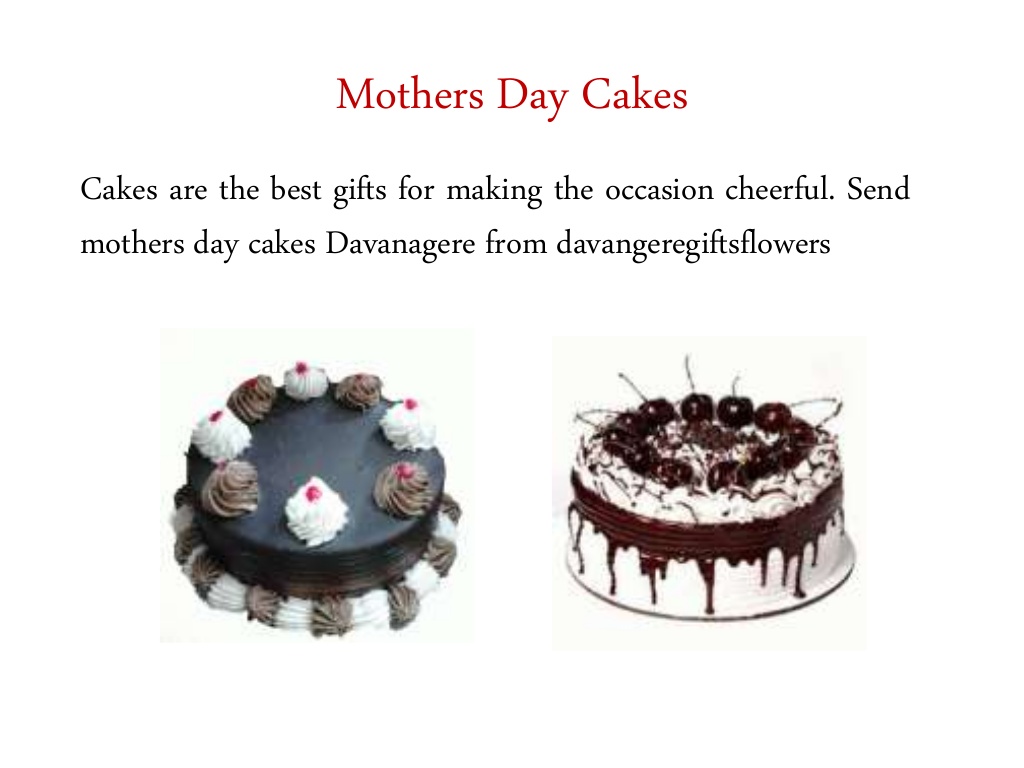 Mothers Day Cakes
Cakes are the best gifts for making the occasion cheerful. Send
mothers day cakes Davanagere from davangeregiftsflowers